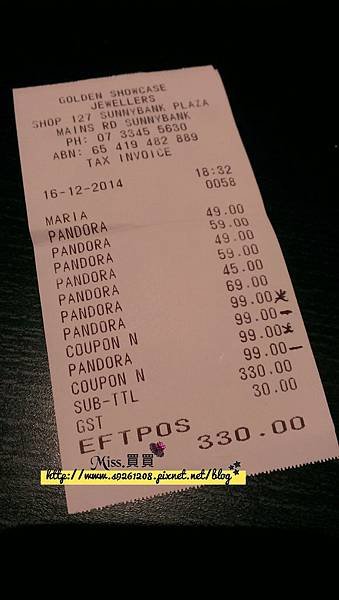 GOLDEN SHOWCASE
JEWELLERS
SHOP 127 SUNNYBANK PLAZA
MAINS RD SUNNYBANK
PH: 07 3345 5630
ABN: 65 419 482 889
TAX INVOICE
16-12-2014 18:32
MARIA 0058
PANDORA 49.00
PANDORA 59.00
PANDORA 49.00
PANDORA 59.00
PANDORA 45.00
PANDORA 69.00
PANDORA 99.00*
COUPON N 99.00-
PANDORA 99.00*
COUPON N 99.00-
SUB-TTL 330.00
GST 30.00
EFTPOS 330.00
Miss.買買
http://www.s9261208.pixnet.net/blog